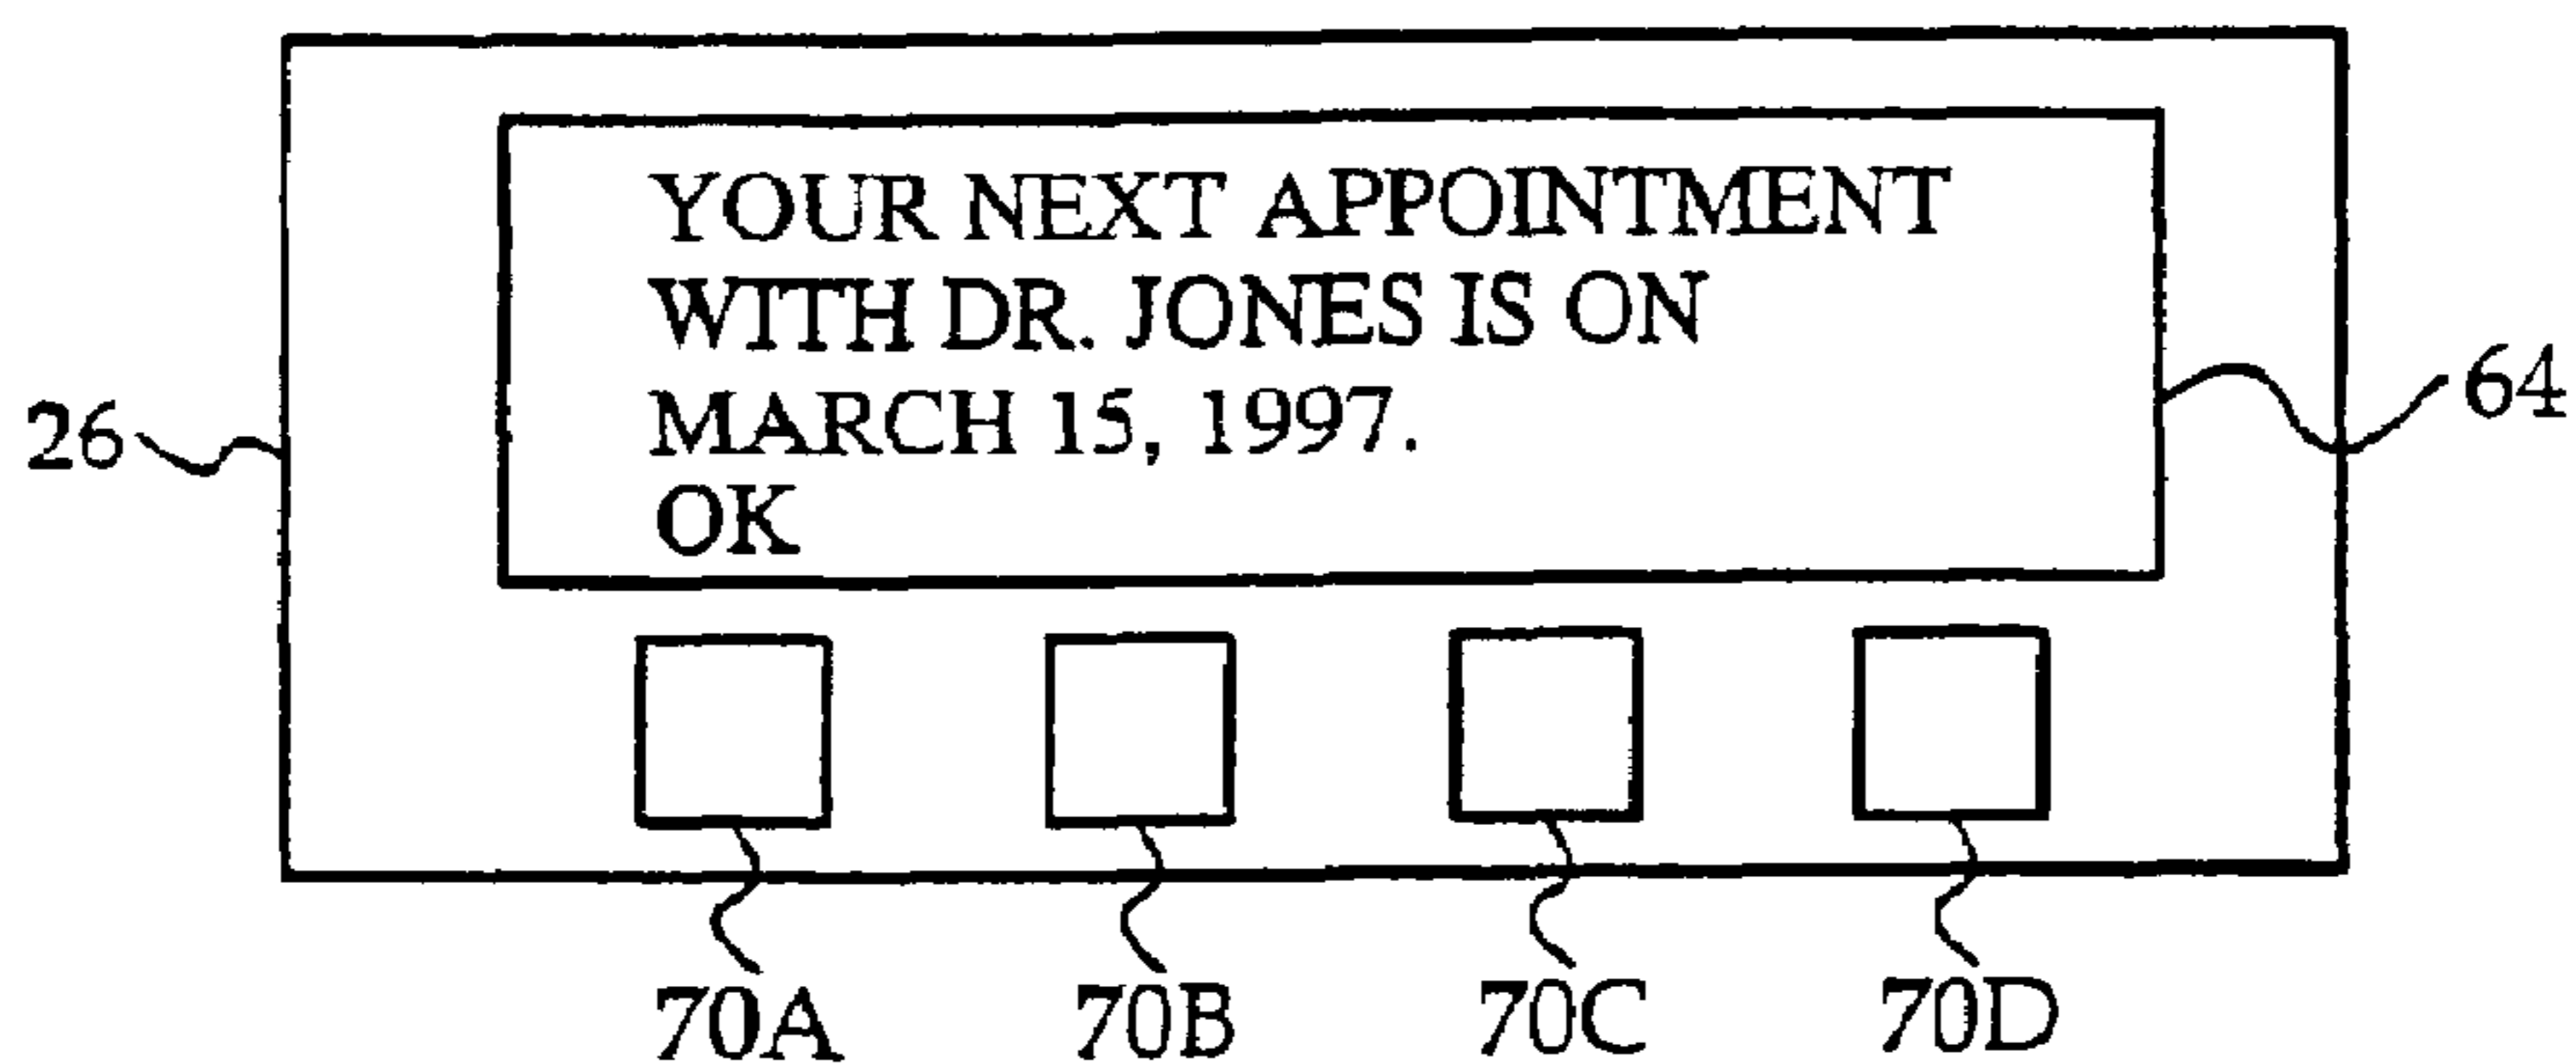 YOUR NEXT APPOINTMENT
WITH DR. JONES IS ON
MARCH 15, 1997.
OK
26
64
70A 70B 70C 70D